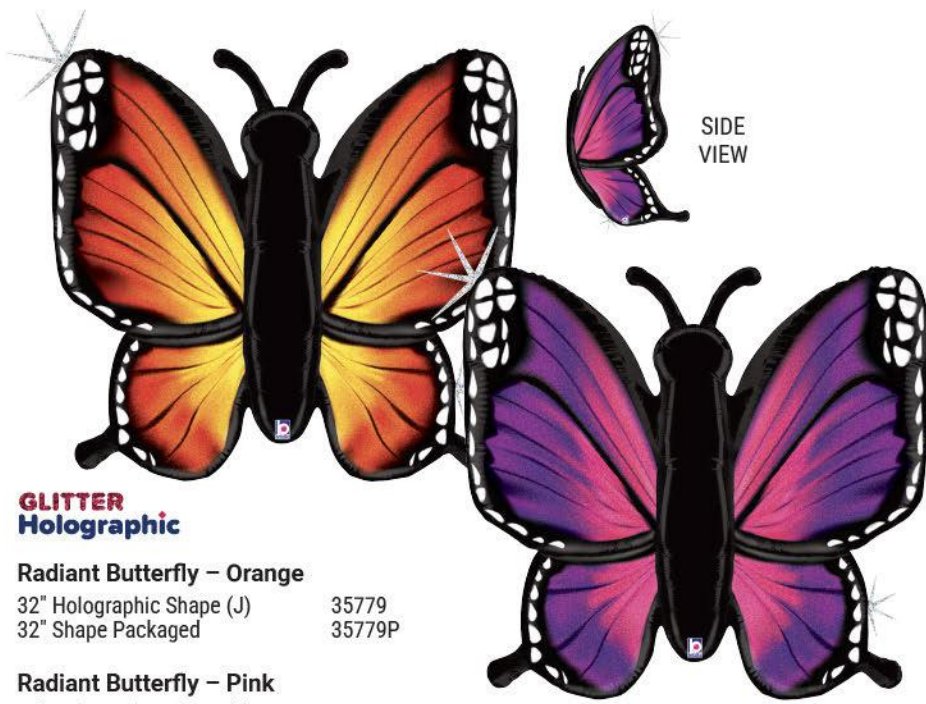 SIDE
VIEW
GLITTER
Holographic
Radiant Butterfly – Orange
32" Holographic Shape (J) 35779
32" Shape Packaged 35779P
Radiant Butterfly – Pink